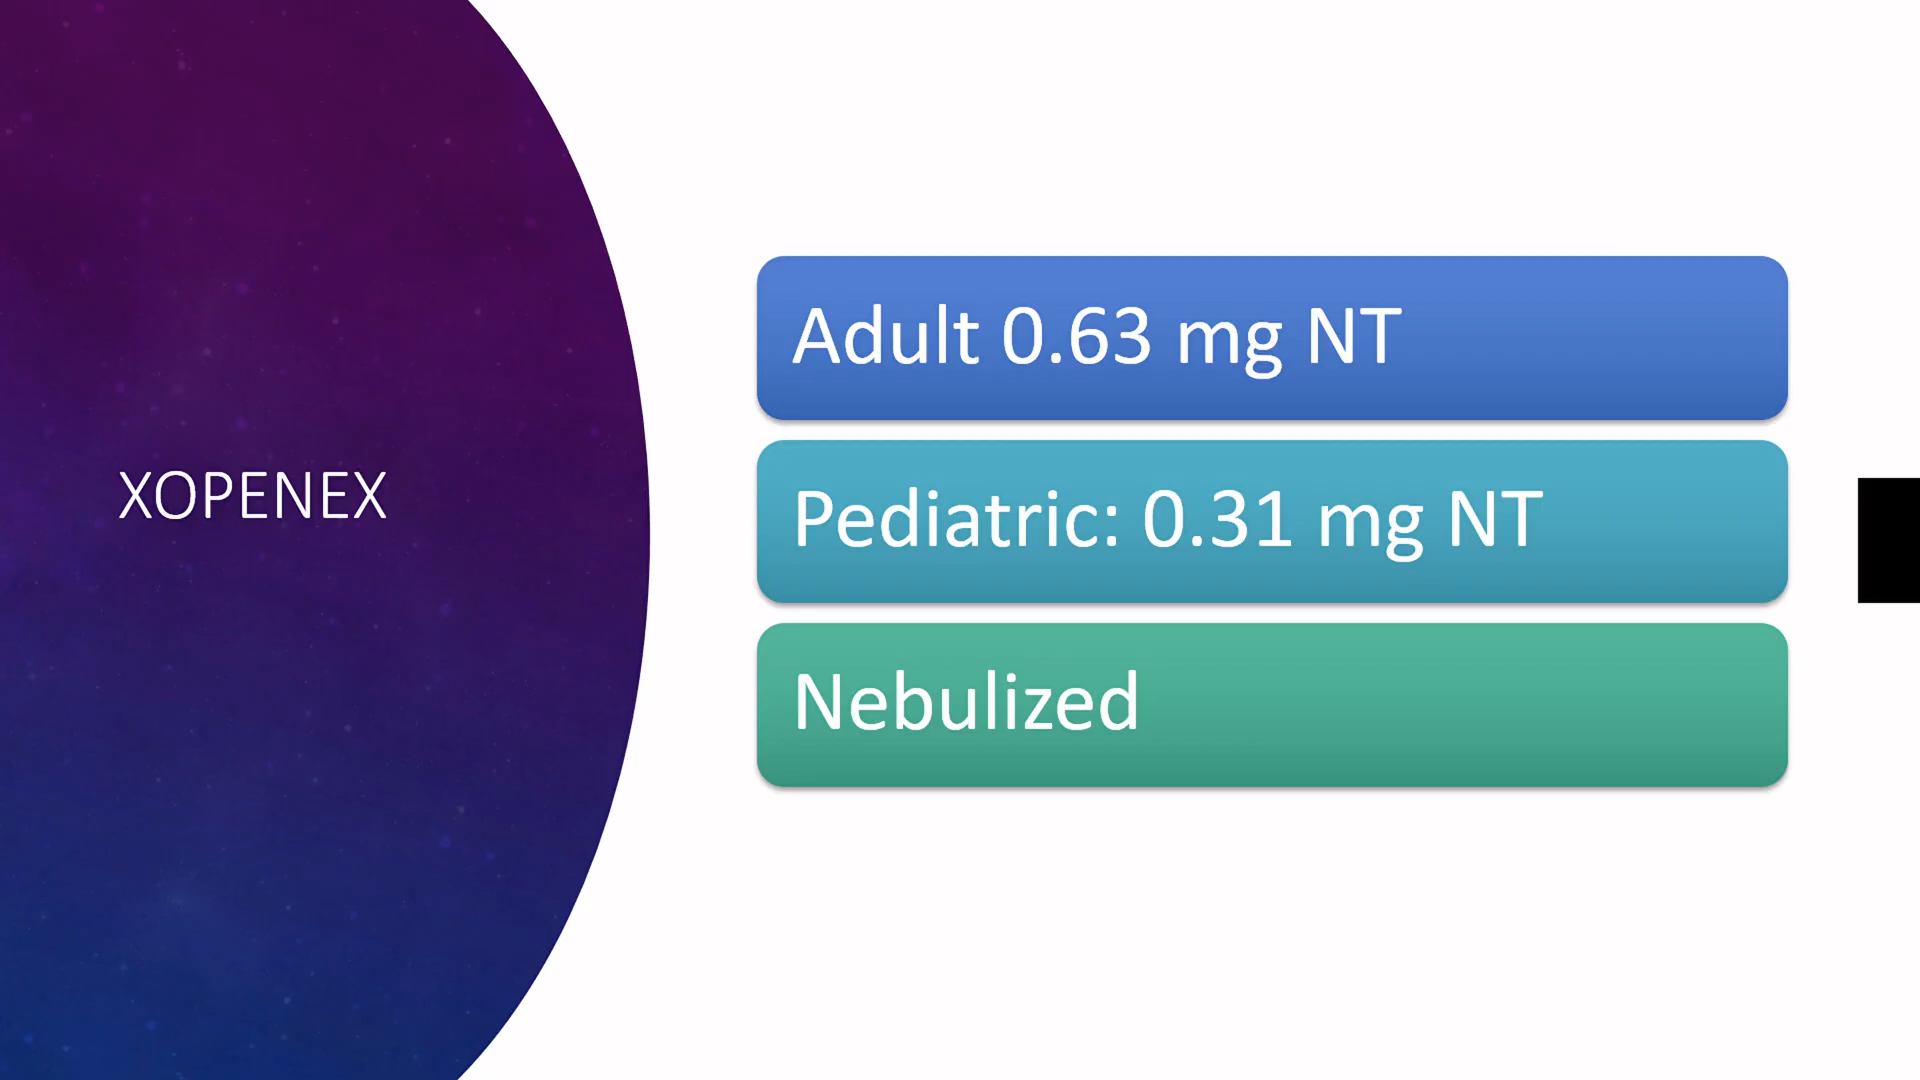 XOPENEX
Adult 0.63 mg NT
Pediatric: 0.31 mg NT
Nebulized